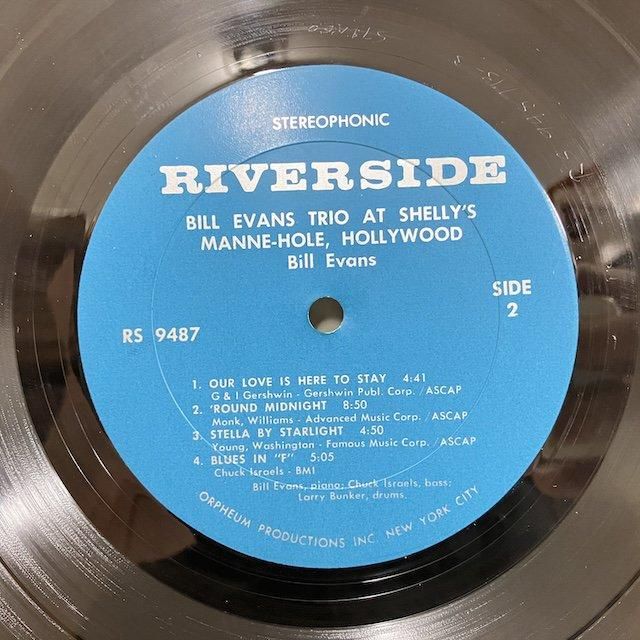 STEREOPHONIC
RIVERSIDE
BILL EVANS TRIO AT SHELLY'S
MANNE-HOLE, HOLLYWOOD
Bill Evans
SIDE
2
RS 9487
1. OUR LOVE IS HERE TO STAY 4:41
G & I Gershwin - Gershwin Publ. Corp. /ASCAP
2. 'ROUND MIDNIGHT 8:50
Monk, Williams - Advanced Music Corp. /ASCAP
3. STELLA BY STARLIGHT 4:50
Young, Washington - Famous Music Corp. /ASCAP
4. BLUES IN "F" 5:05
Chuck Israels - BMI
Bill Evans, piano; Chuck Israels, bass;
Larry Bunker, drums.
ORPHEUM PRODUCTIONS INC. NEW YORK CITY